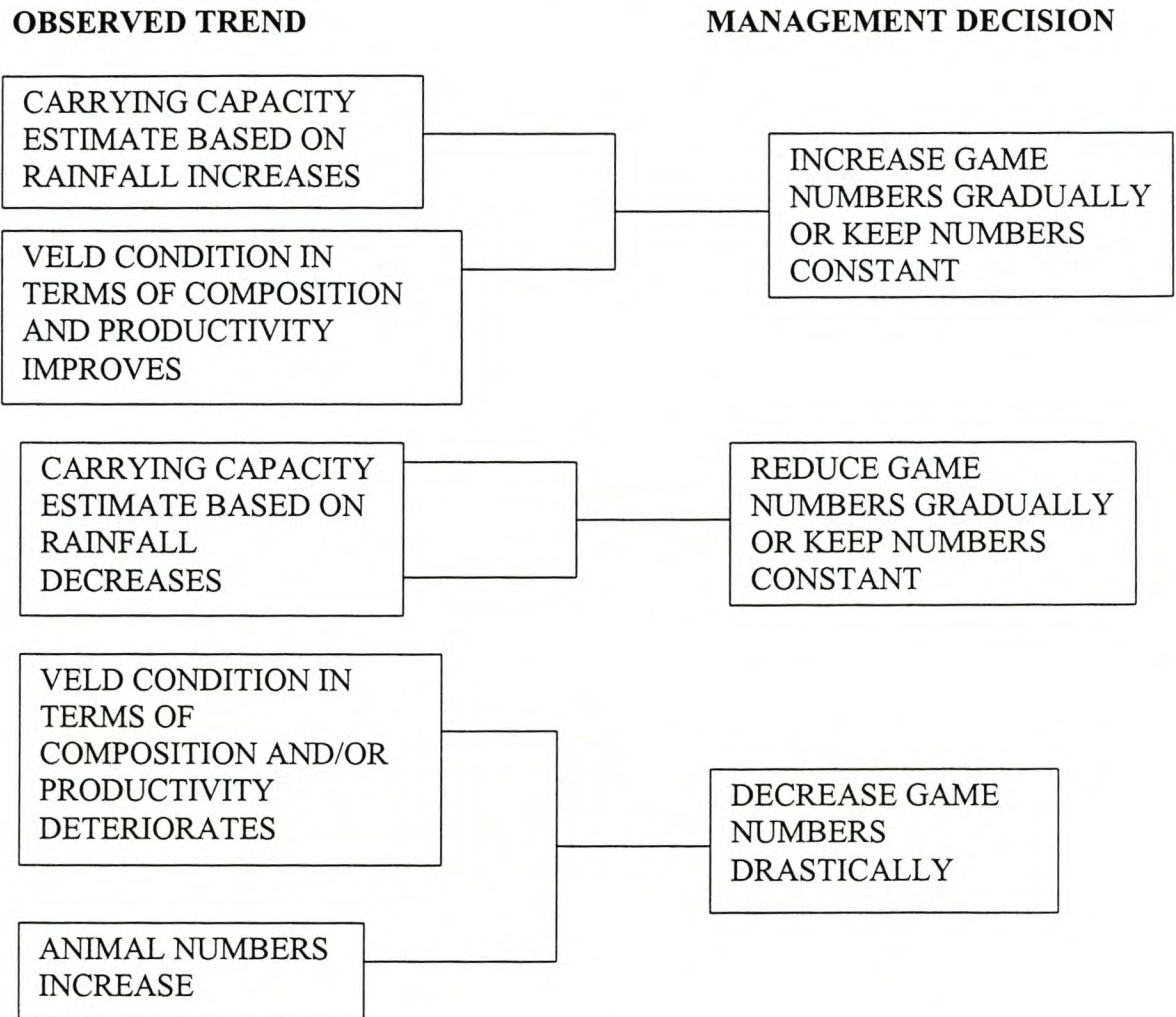 OBSERVED TREND
MANAGEMENT DECISION
CARRYING CAPACITY
ESTIMATE BASED ON
RAINFALL INCREASES
INCREASE GAME
NUMBERS GRADUALLY
OR KEEP NUMBERS
CONSTANT
VELD CONDITION IN
TERMS OF COMPOSITION
AND PRODUCTIVITY
IMPROVES
CARRYING CAPACITY
ESTIMATE BASED ON
RAINFALL
DECREASES
REDUCE GAME
NUMBERS GRADUALLY
OR KEEP NUMBERS
CONSTANT
VELD CONDITION IN
TERMS OF
COMPOSITION AND/OR
PRODUCTIVITY
DETERIORATES
DECREASE GAME
NUMBERS
DRASTICALLY
ANIMAL NUMBERS
INCREASE